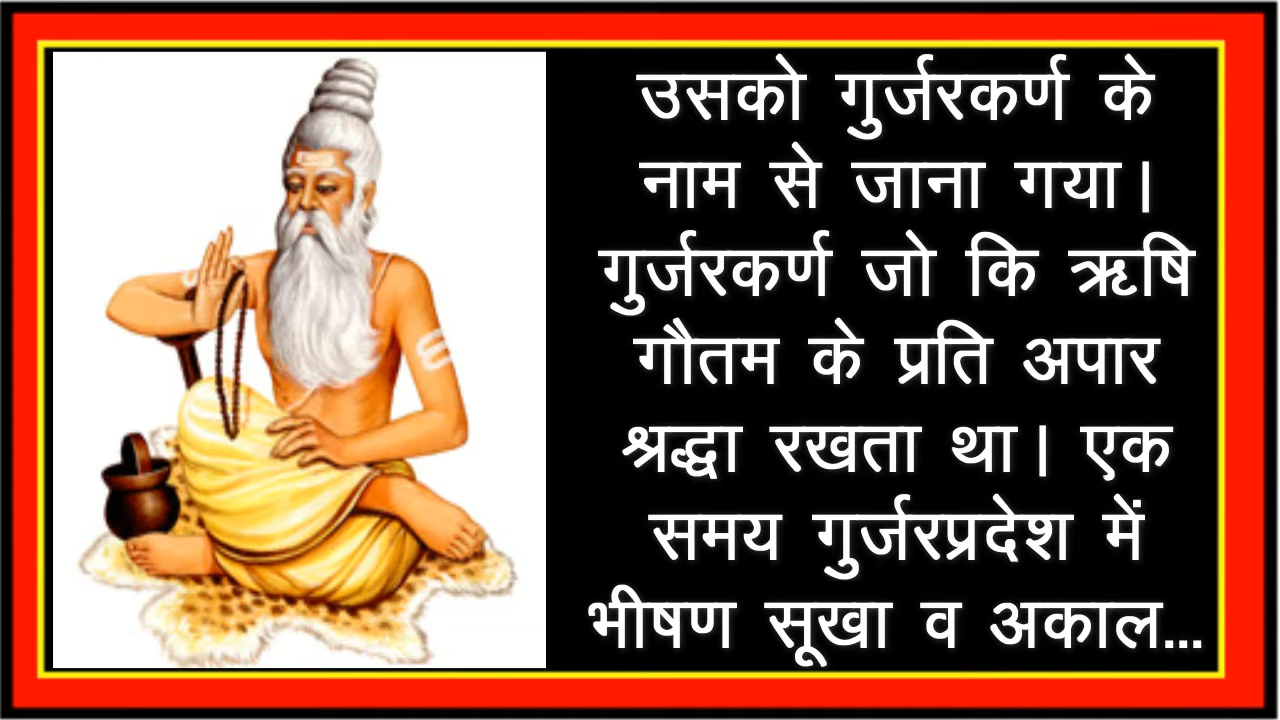 उसको गुर्जरकर्ण के
नाम से जाना गया।
गुर्जरकर्ण जो कि ऋषि
गौतम के प्रति अपार
श्रद्धा रखता था। एक
समय गुर्जरप्रदेश में
भीषण सूखा व अकाल...